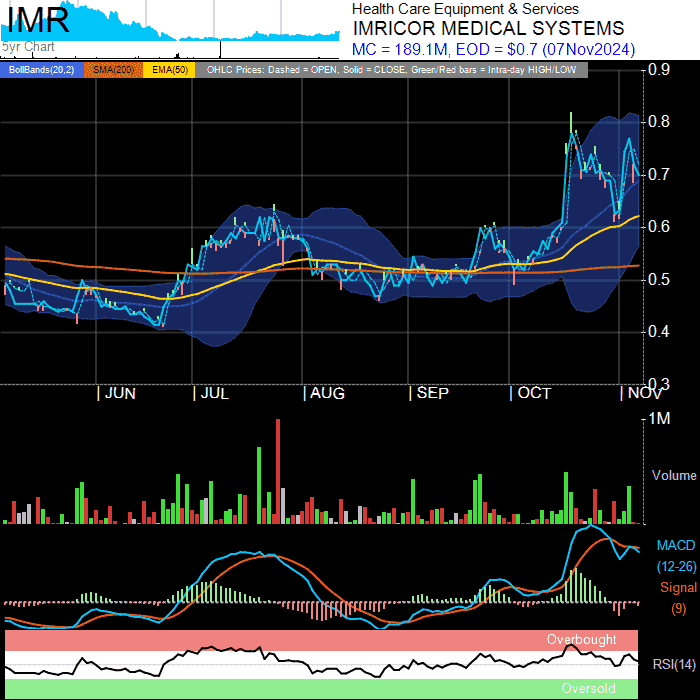 IMR
5yr Chart
Health Care Equipment & Services
IMRICOR MEDICAL SYSTEMS
MC = 189.1M, EOD = $0.7 (07Nov2024)
BollBands(20,2) SMA(200) EMA(50) OHLC Prices: Dashed = OPEN, Solid = CLOSE, Green/Red bars = Intra-day HIGH/LOW
0.9
0.8
0.7
0.6
0.5
0.4
0.3
JUN JUL AUG SEP OCT NOV
1M
Volume
MACD
(12-26)
Signal
(9)
Overbought
RSI(14)
Oversold